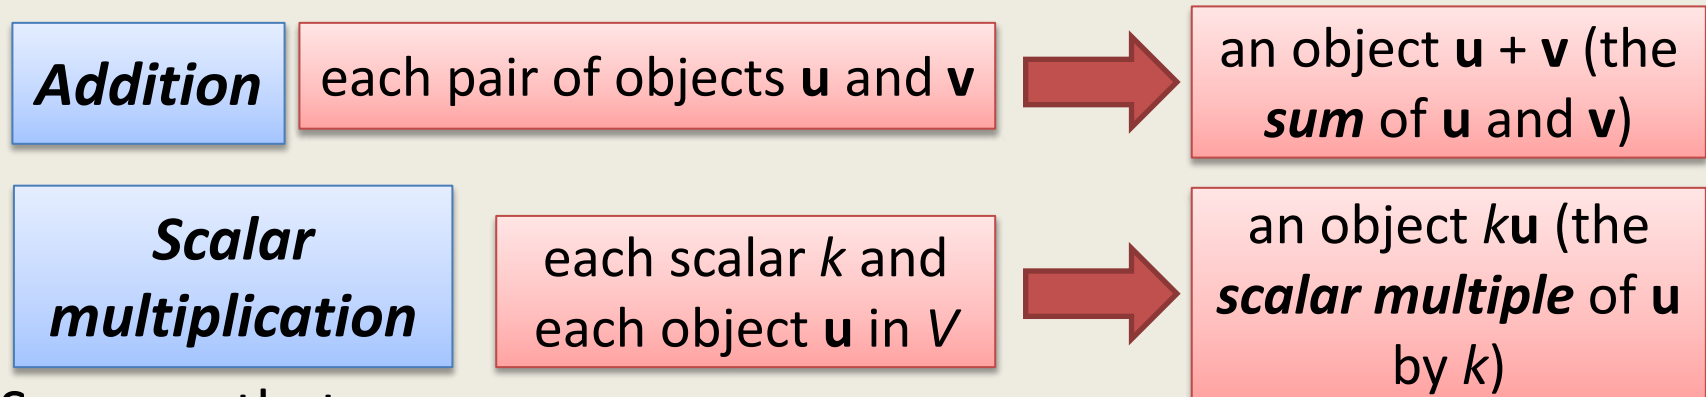 Addition
each pair of objects u and v
an object u + v (the
sum of u and v)
Scalar
multiplication
each scalar k and
each object u in V
an object ku (the
scalar multiple of u
by k)